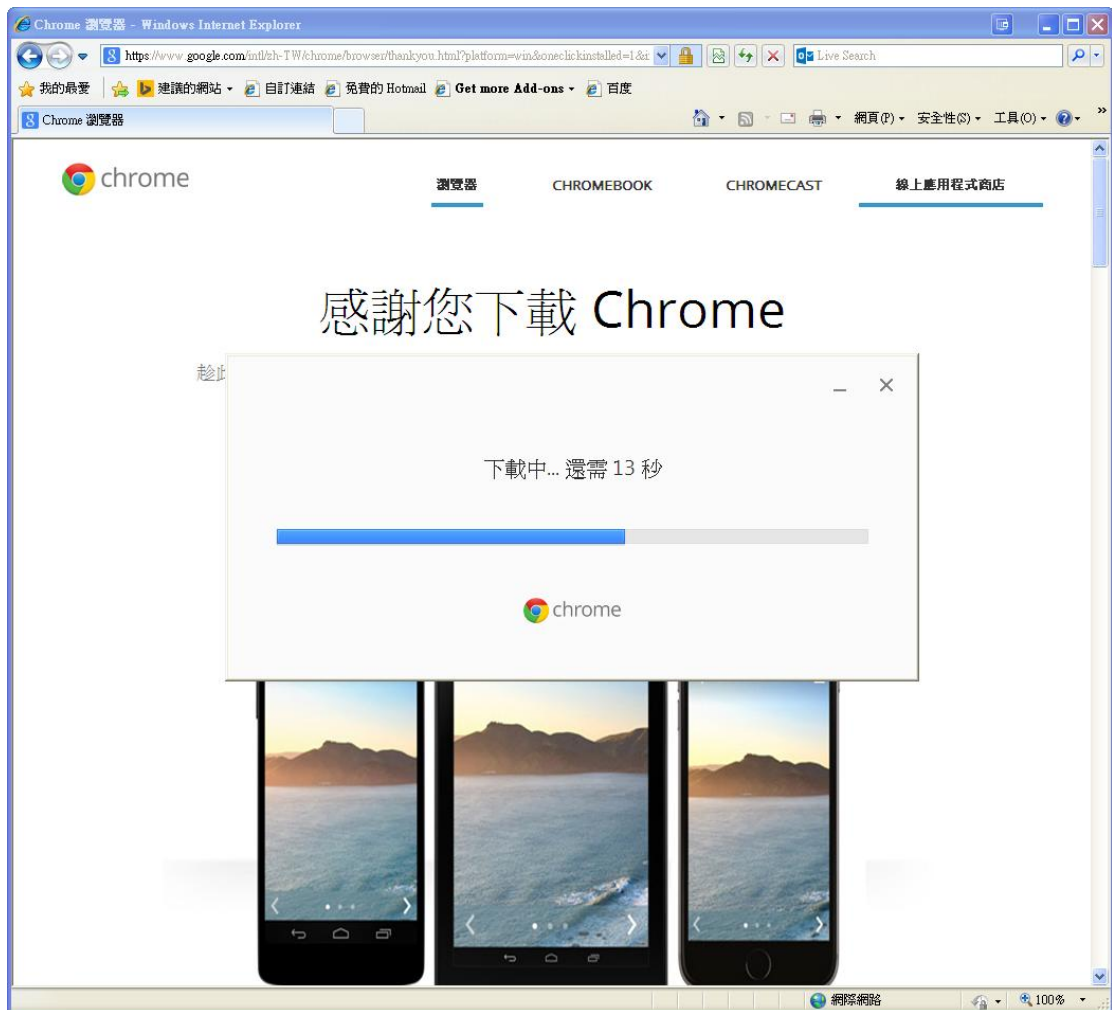 Chrome 瀏覽器 - Windows Internet Explorer
https://www.google.com/intl/zh-TW/chrome/browser/thankyou.html?platform=win&oneclickinstalled=1&
Live Search
我的最愛 建議的網站 自訂連結 免費的 Hotmail Get more Add-ons 百度
Chrome 瀏覽器
網頁(P) 安全性(S) 工具(O) »
chrome
瀏覽器 CHROMEBOOK CHROMECAST 線上應用程式商店
感謝您下載 Chrome
趁此
下載中... 還需 13 秒
chrome
網際網路 100%